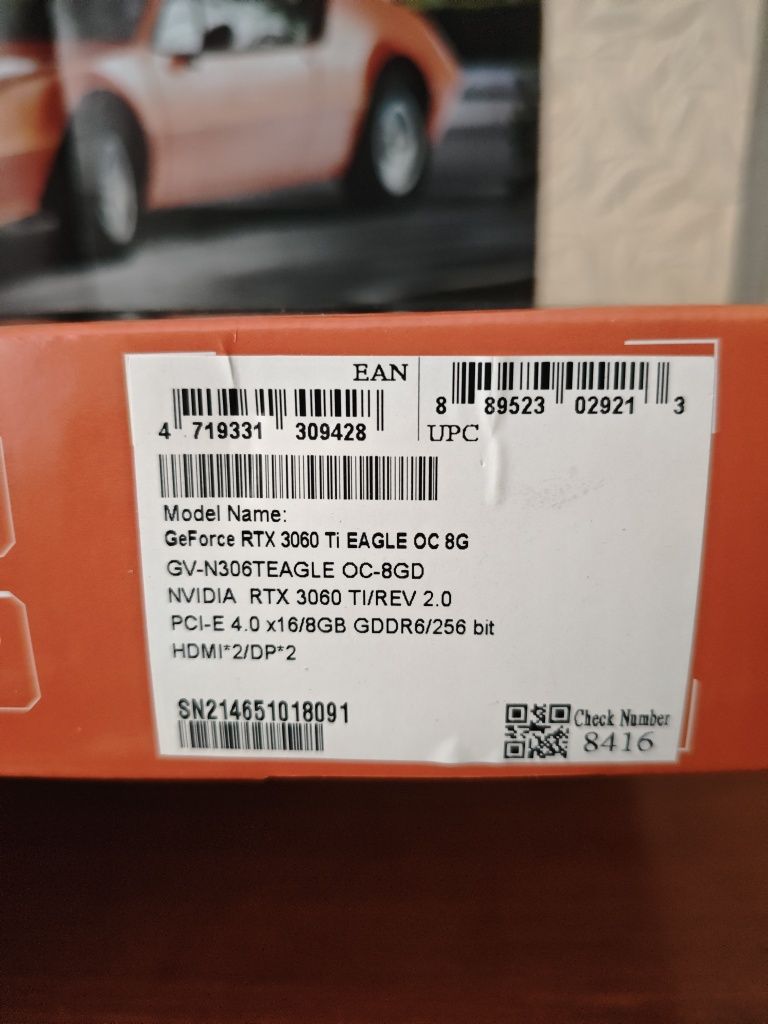 EAN
4 719331 309428
8 89523 02921 3
UPC
Model Name:
GeForce RTX 3060 Ti EAGLE OC 8G
GV-N306TEAGLE OC-8GD
NVIDIA RTX 3060 TI/REV 2.0
PCI-E 4.0 x16/8GB GDDR6/256 bit
HDMI*2/DP*2
SN214651018091
Check Number
8416